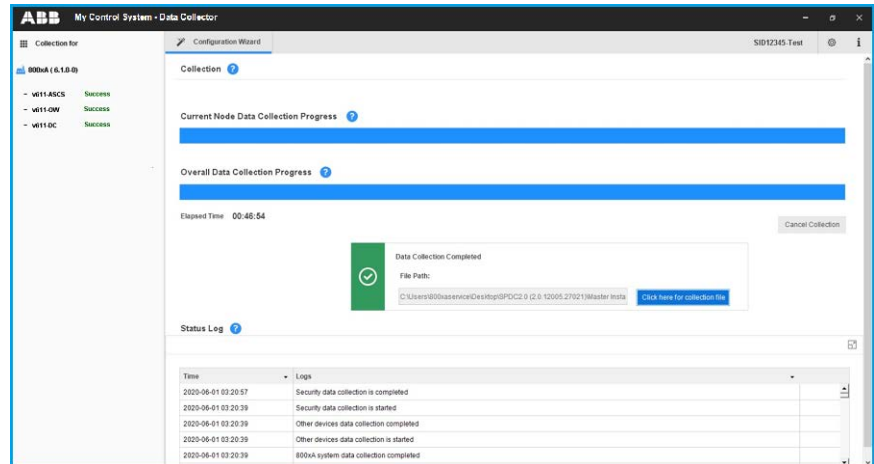 ABB My Control System - Data Collector
Collection for
Configuration Wizard
SID12345-Test
800xA ( 6.1.0-0)
Collection
v611-ASCS Success
v611-OW Success
v611-DC Success
Current Node Data Collection Progress
Overall Data Collection Progress
Elapsed Time 00:46:54
Cancel Collection
Data Collection Completed
File Path:
C:\Users\800xaservice\Desktop\SPDC2.0 (2.0.12005.27021)\Master Insta
Click here for collection file
Status Log
Time Logs
2020-06-01 03:20:57 Security data collection is completed
2020-06-01 03:20:39 Security data collection is started
2020-06-01 03:20:39 Other devices data collection completed
2020-06-01 03:20:39 Other devices data collection is started
2020-06-01 03:20:39 800xA system data collection completed